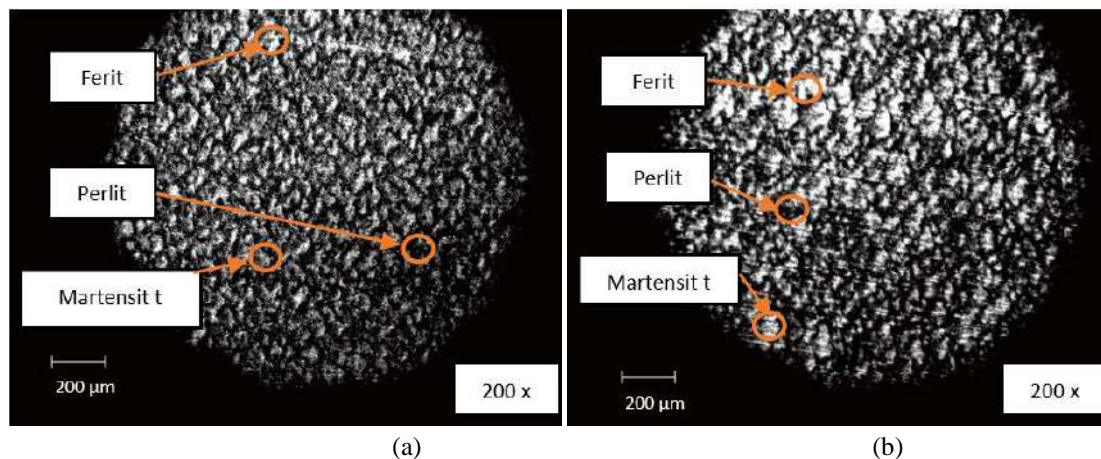 Ferit
Perlit
Martensit t
200 µm
200 x
(a)
Ferit
Perlit
Martensit t
200 µm
200 x
(b)